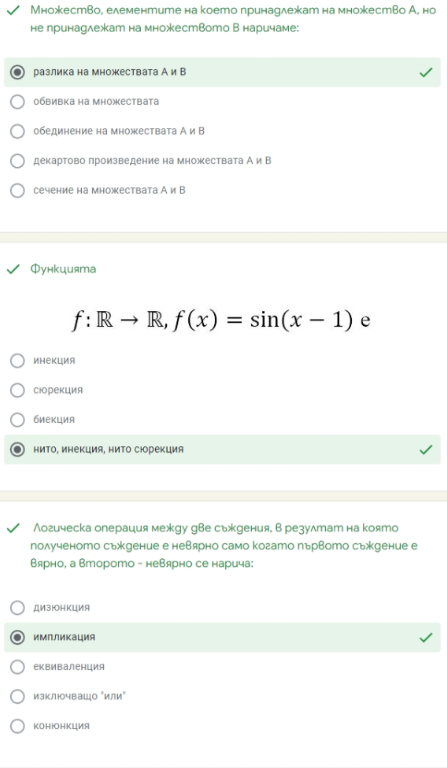 Множество, елементите на което принадлежат на множество A, но
не принадлежат на множеството B наричаме:
разлика на множествата A и B
обвивка на множествата
обединение на множествата A и B
декартово произведение на множествата A и B
сечение на множествата A и B
Функцията
f: ℝ → ℝ, f(x) = sin(x − 1) е
инекция
сюрекция
биекция
нито, инекция, нито сюрекция
Логическа операция между две съждения, в резултат на която
полученото съждение е невярно само когато първото съждение е
вярно, а второто - невярно се нарича:
дизюнкция
импликация
еквиваленция
изключващо "или"
конюнкция